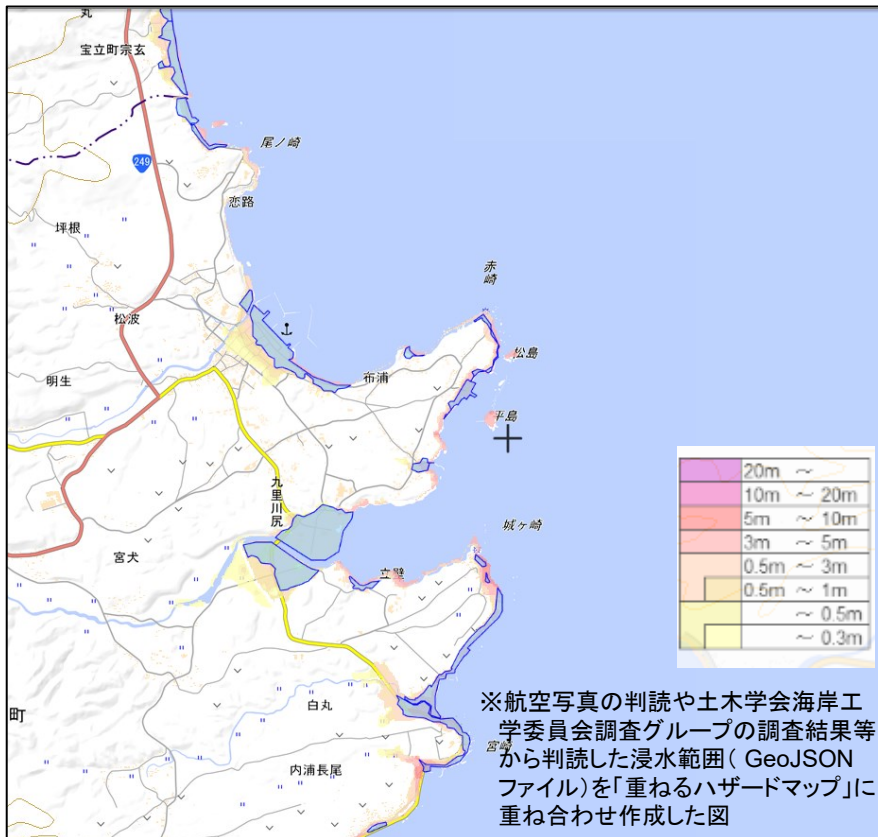 丸
宝立町宗玄
尾ノ崎
249
恋路
坪根
赤崎
松波
松島
布浦
明生
平島
九里川尻
城ヶ崎
宮犬
立壁
白丸
町
宮崎
内浦長尾
20m ～
10m ～ 20m
5m ～ 10m
3m ～ 5m
0.5m ～ 3m
0.5m ～ 1m
～ 0.5m
～ 0.3m
※航空写真の判読や土木学会海岸工
学委員会調査グループの調査結果等
から判読した浸水範囲( GeoJSON
ファイル)を「重ねるハザードマップ」に
重ね合わせ作成した図